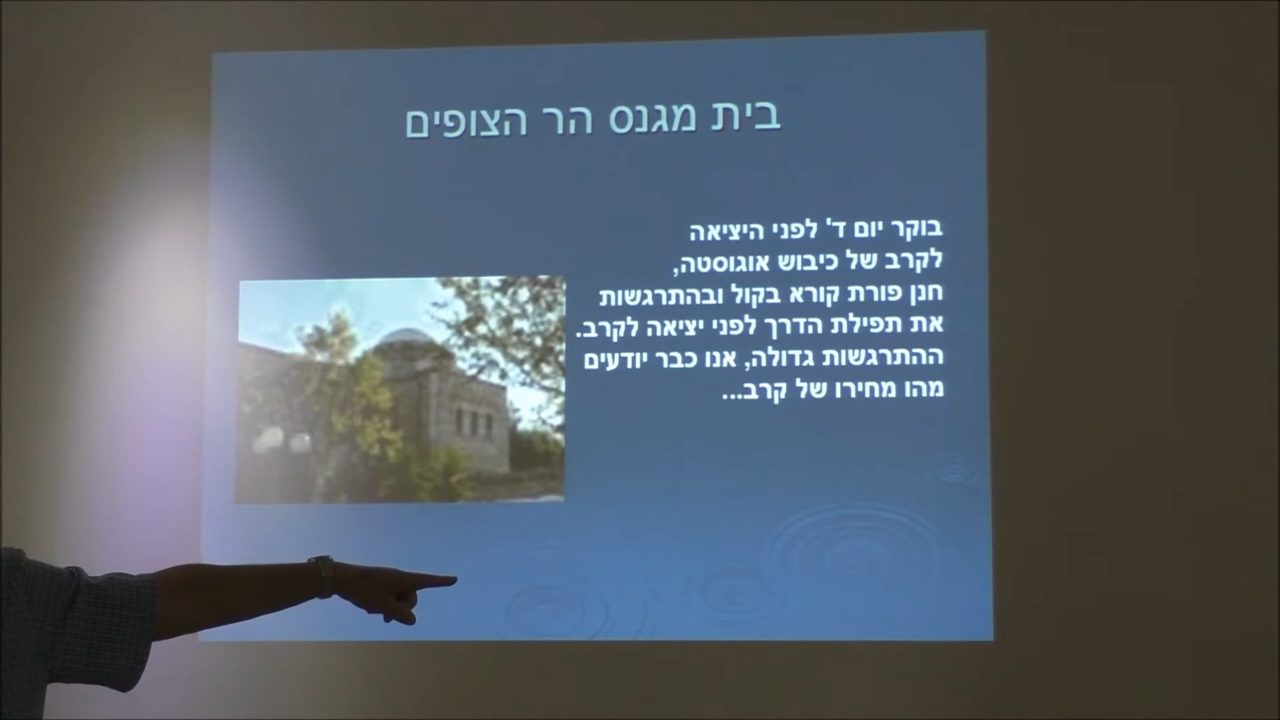 בית מגנס הר הצופים
בוקר יום ד' לפני היציאה
לקרב של כיבוש אוגוסטה,
חנן פורת קורא בקול ובהתרגשות
את תפילת הדרך לפני יציאה לקרב.
ההתרגשות גדולה, אנו כבר יודעים
מהו מחירו של קרב...